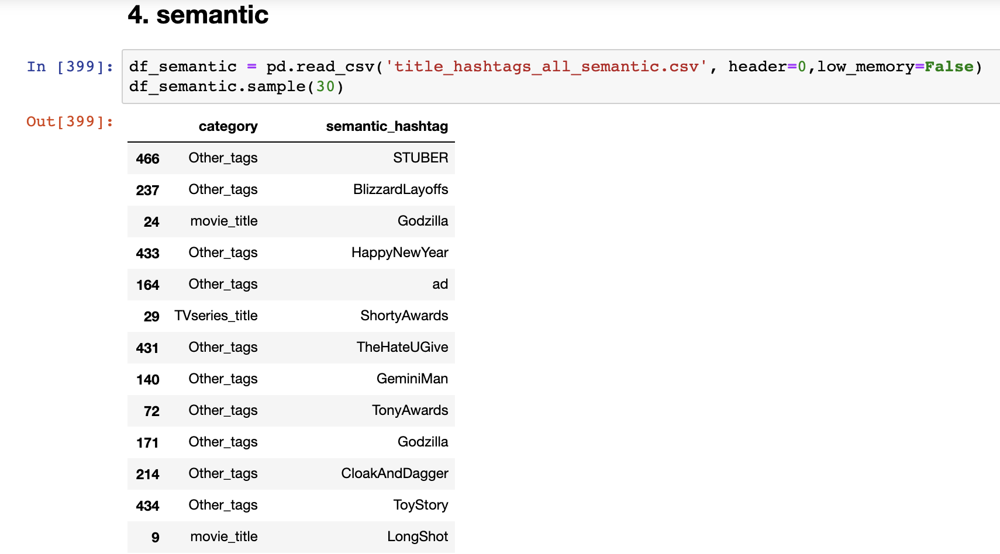 4. semantic
In [399]: df_semantic = pd.read_csv('title_hashtags_all_semantic.csv', header=0,low_memory=False)
df_semantic.sample(30)
Out[399]:
category semantic_hashtag
466 Other_tags STUBER
237 Other_tags BlizzardLayoffs
24 movie_title Godzilla
433 Other_tags HappyNewYear
164 Other_tags ad
29 TVseries_title ShortyAwards
431 Other_tags TheHateUGive
140 Other_tags GeminiMan
72 Other_tags TonyAwards
171 Other_tags Godzilla
214 Other_tags CloakAndDagger
434 Other_tags ToyStory
9 movie_title LongShot